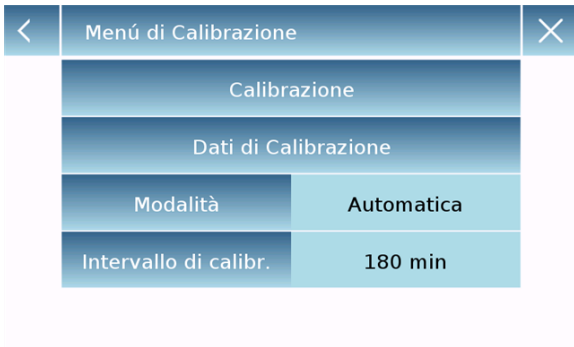 Menú di Calibrazione
Calibrazione
Dati di Calibrazione
Modalità Automatica
Intervallo di calibr. 180 min